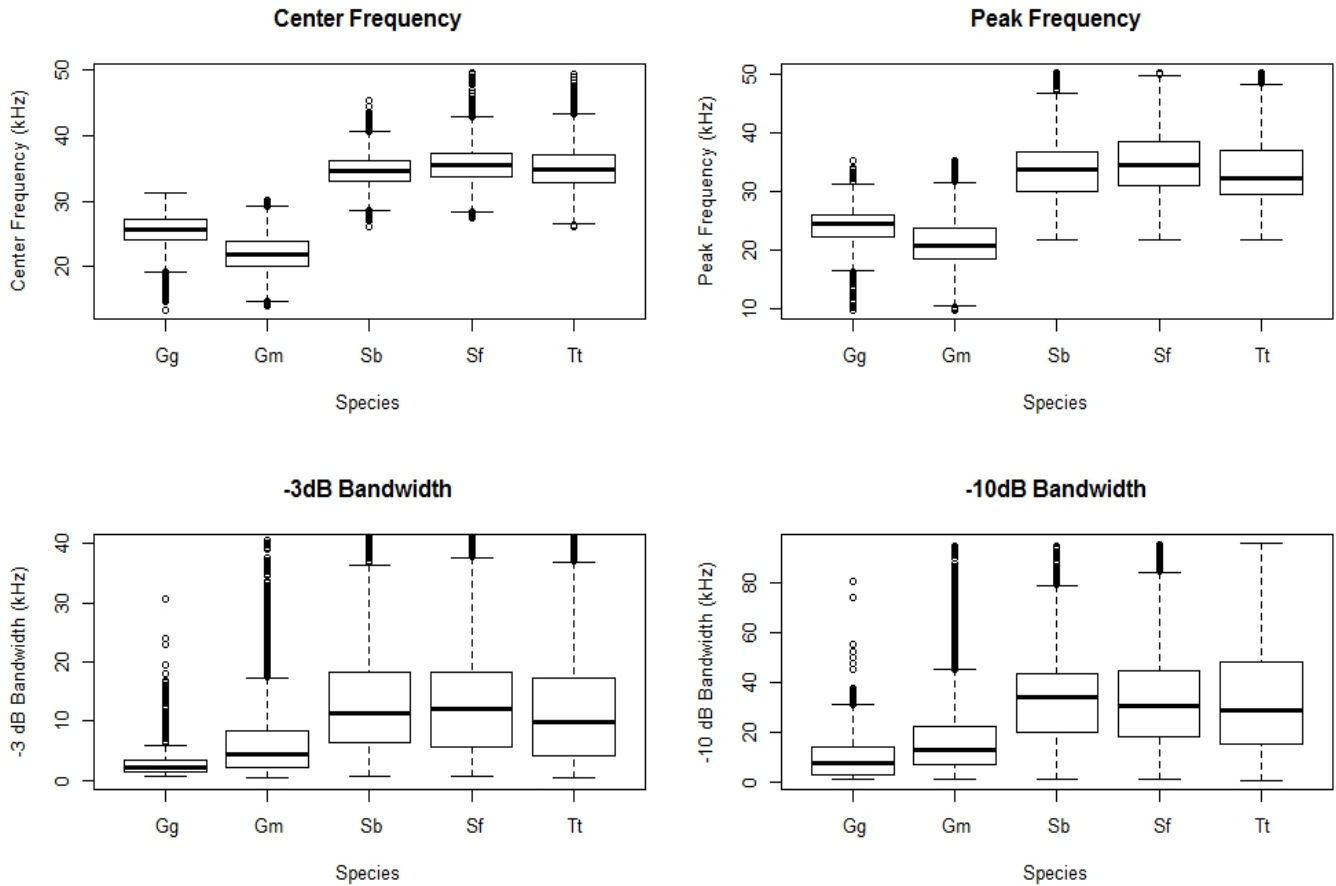 Center Frequency
Center Frequency (kHz)
50
40
30
20
Gg Gm Sb Sf Tt
Species
Peak Frequency
Peak Frequency (kHz)
50
40
30
20
10
Gg Gm Sb Sf Tt
Species
-3dB Bandwidth
-3 dB Bandwidth (kHz)
40
30
20
10
0
Gg Gm Sb Sf Tt
Species
-10dB Bandwidth
-10 dB Bandwidth (kHz)
80
60
40
20
0
Gg Gm Sb Sf Tt
Species